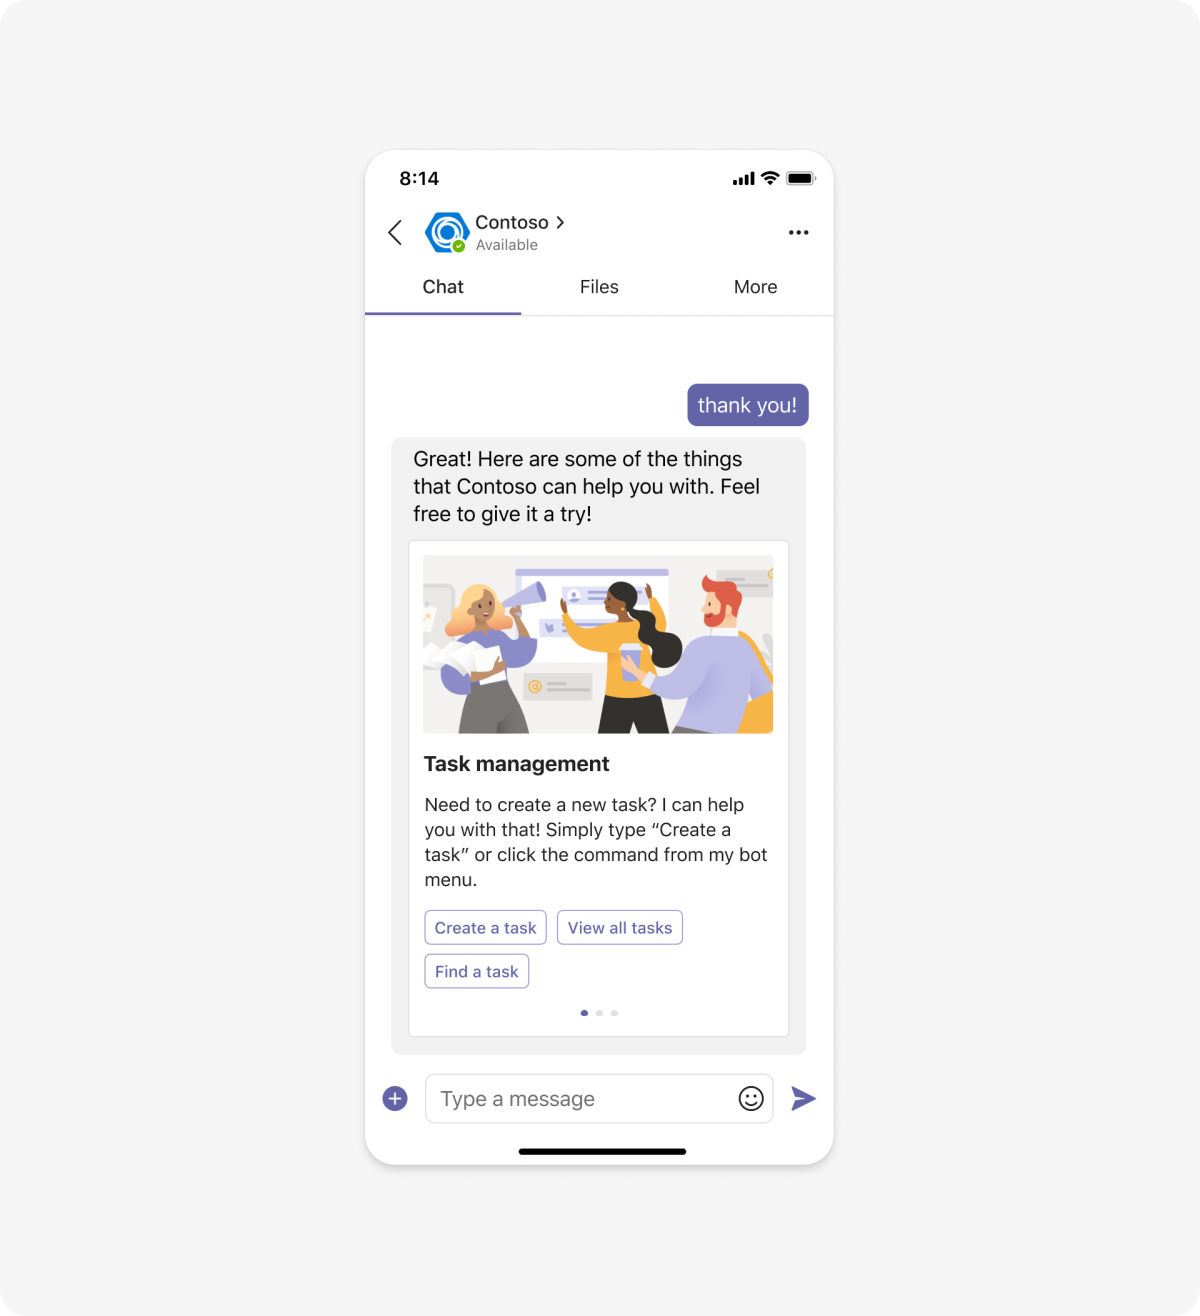 8:14
Contoso
Available
Chat
Files
More
thank you!
Great! Here are some of the things
that Contoso can help you with. Feel
free to give it a try!
@
Task management
Need to create a new task? I can help
you with that! Simply type “Create a
task” or click the command from my bot
menu.
Create a task
View all tasks
Find a task
Type a message